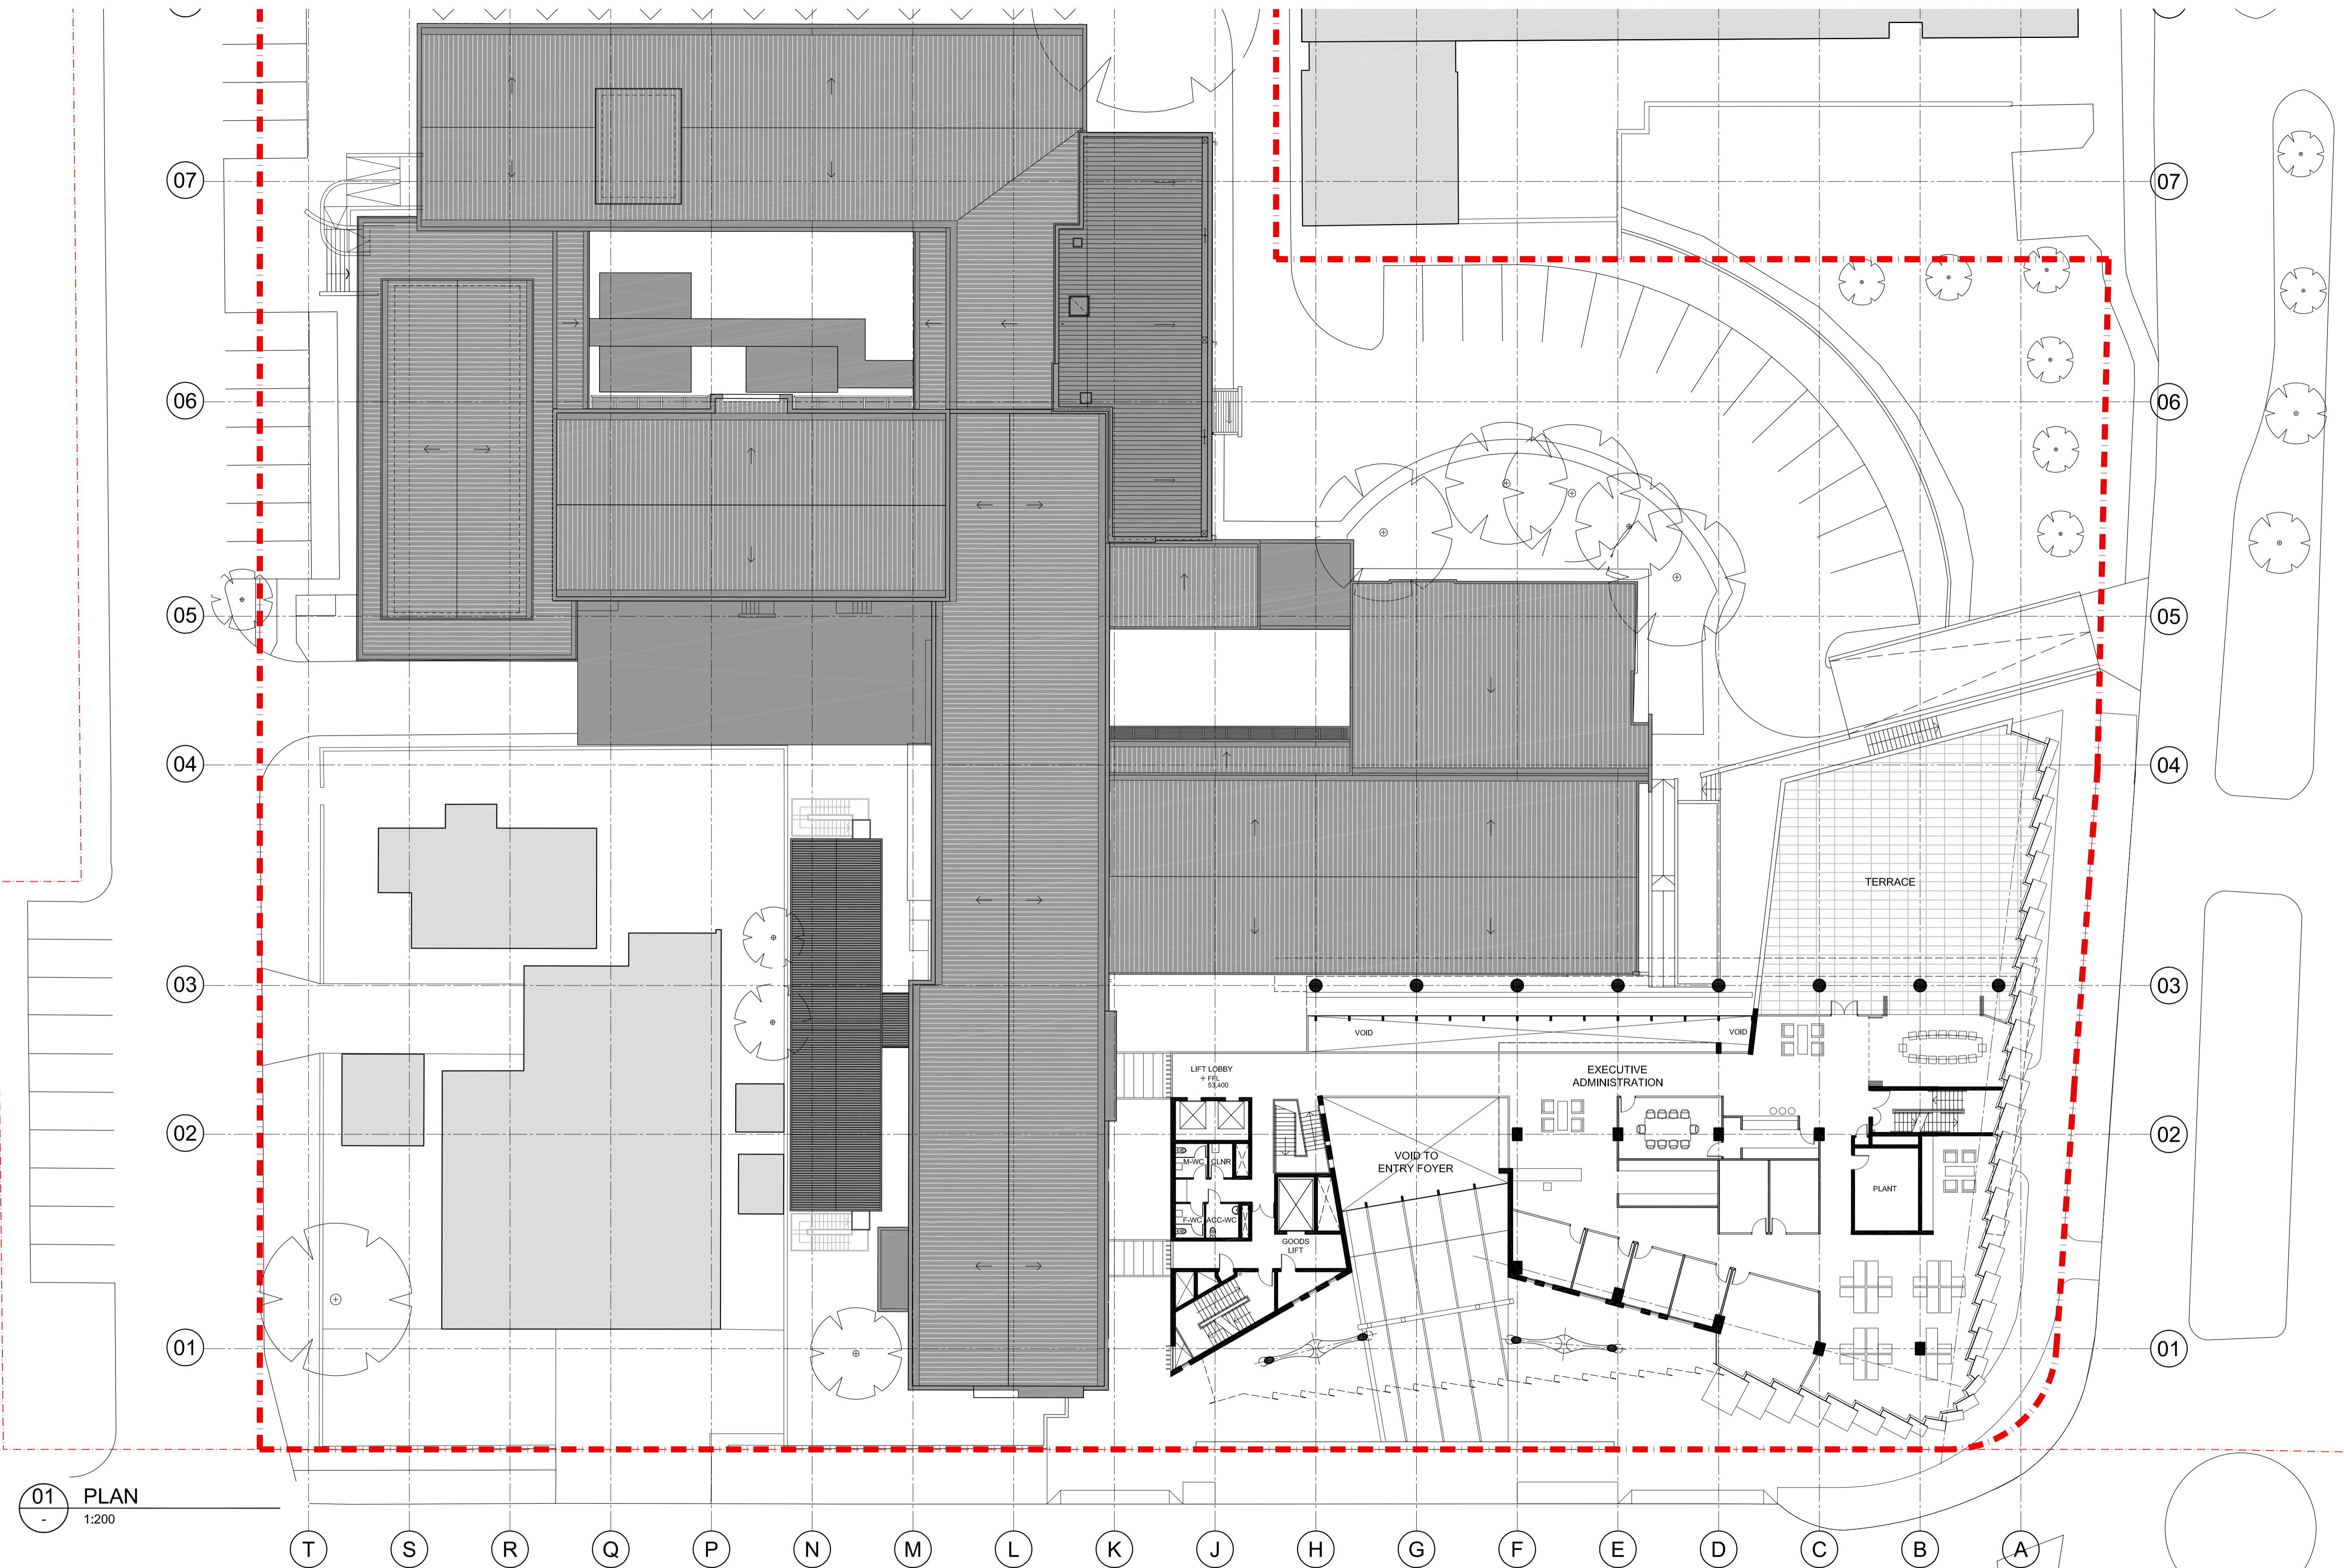 07
07
06
06
05
05
04
04
TERRACE
03
03
VOID
VOID
LIFT LOBBY
+ FFL
53,400
EXECUTIVE
ADMINISTRATION
02
02
M-WC
CLNR
VOID TO
ENTRY FOYER
PLANT
F-WC
ACC-WC
GOODS
LIFT
01
01
01
-
PLAN
1:200
T
S
R
Q
P
N
M
L
K
J
H
G
F
E
D
C
B
A